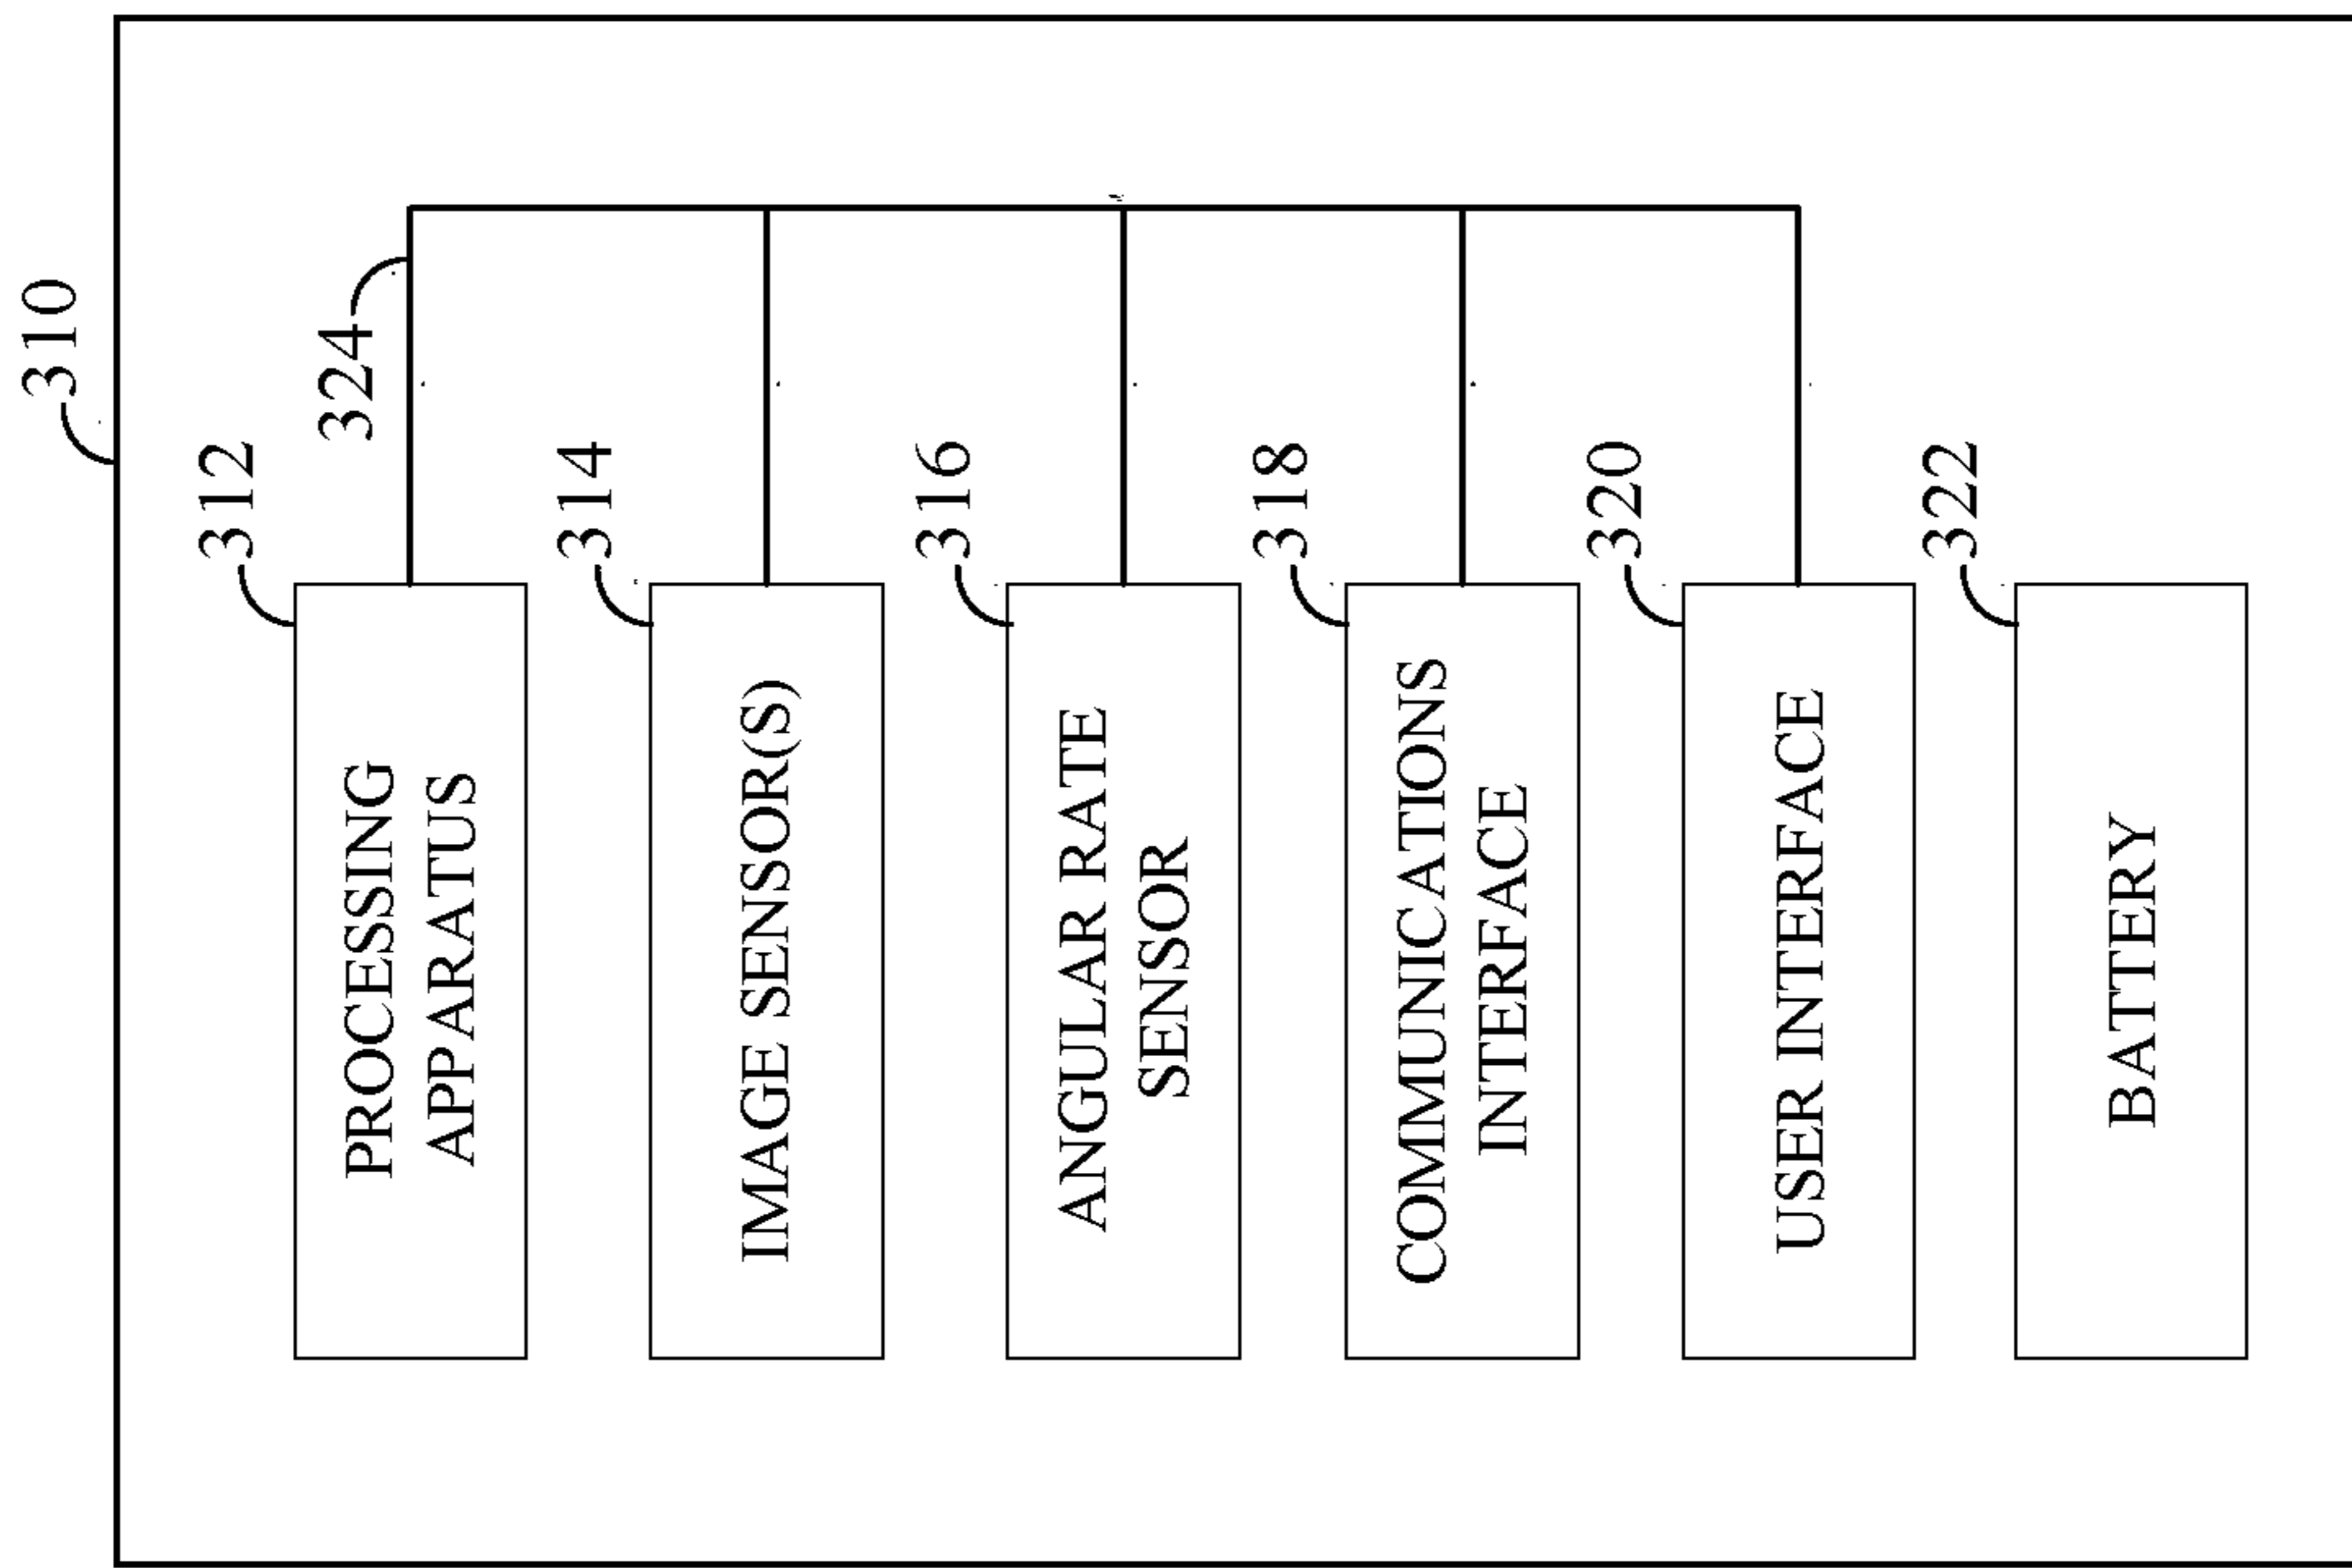 310
312
324
PROCESSING
APPARATUS
314
IMAGE SENSOR(S)
316
ANGULAR RATE
SENSOR
318
COMMUNICATIONS
INTERFACE
320
USER INTERFACE
322
BATTERY